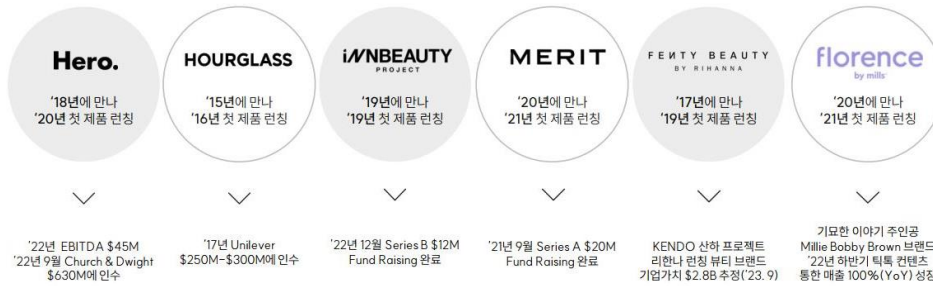 Hero.
'18년에 만나
'20년 첫 제품 런칭
'22년 EBITDA $45M
'22년 9월 Church & Dwight
$630M에 인수
HOURGLASS
'15년에 만나
'16년 첫 제품 런칭
'17년 Unilever
$250M-$300M에 인수
iNNBEAUTY
PROJECT
'19년에 만나
'19년 첫 제품 런칭
'22년 12월 Series B $12M
Fund Raising 완료
MERIT
'20년에 만나
'21년 첫 제품 런칭
'21년 9월 Series A $20M
Fund Raising 완료
FENTY BEAUTY
BY RIHANNA
'17년에 만나
'19년 첫 제품 런칭
KENDO 산하 프로젝트
리한나 런칭 뷰티 브랜드
기업가치 $2.8B 추정('23. 9)
florence
by mills
'20년에 만나
'21년 첫 제품 런칭
기묘한 이야기 주인공
Millie Bobby Brown 브랜드
'22년 하반기 틱톡 컨텐츠
통한 매출 100%(YoY) 성장